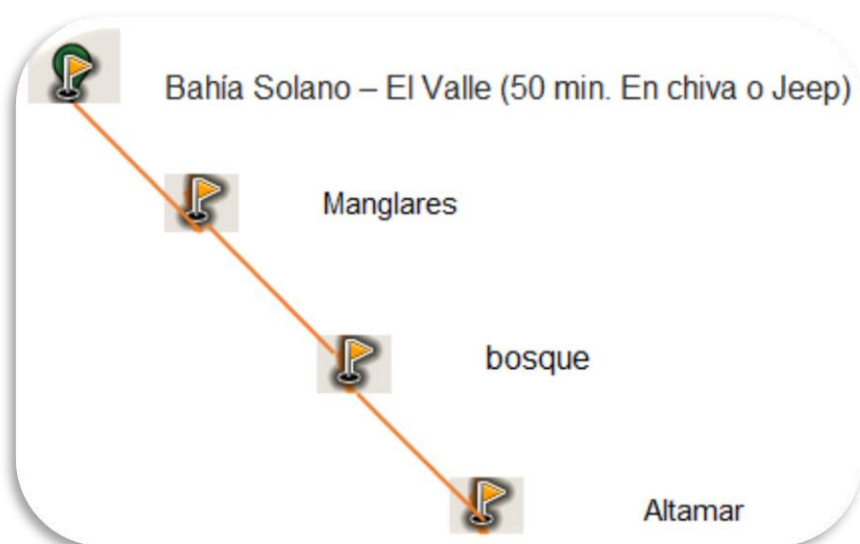 Bahía Solano – El Valle (50 min. En chiva o Jeep)
Manglares
bosque
Altamar